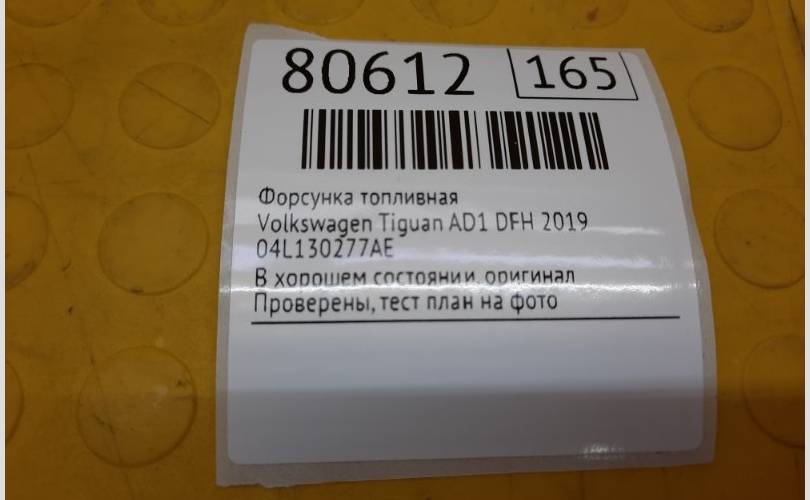 80612 165
Форсунка топливная
Volkswagen Tiguan AD1 DFH 2019
04L130277AE
В хорошем состоянии, оригинал
Проверены, тест план на фото